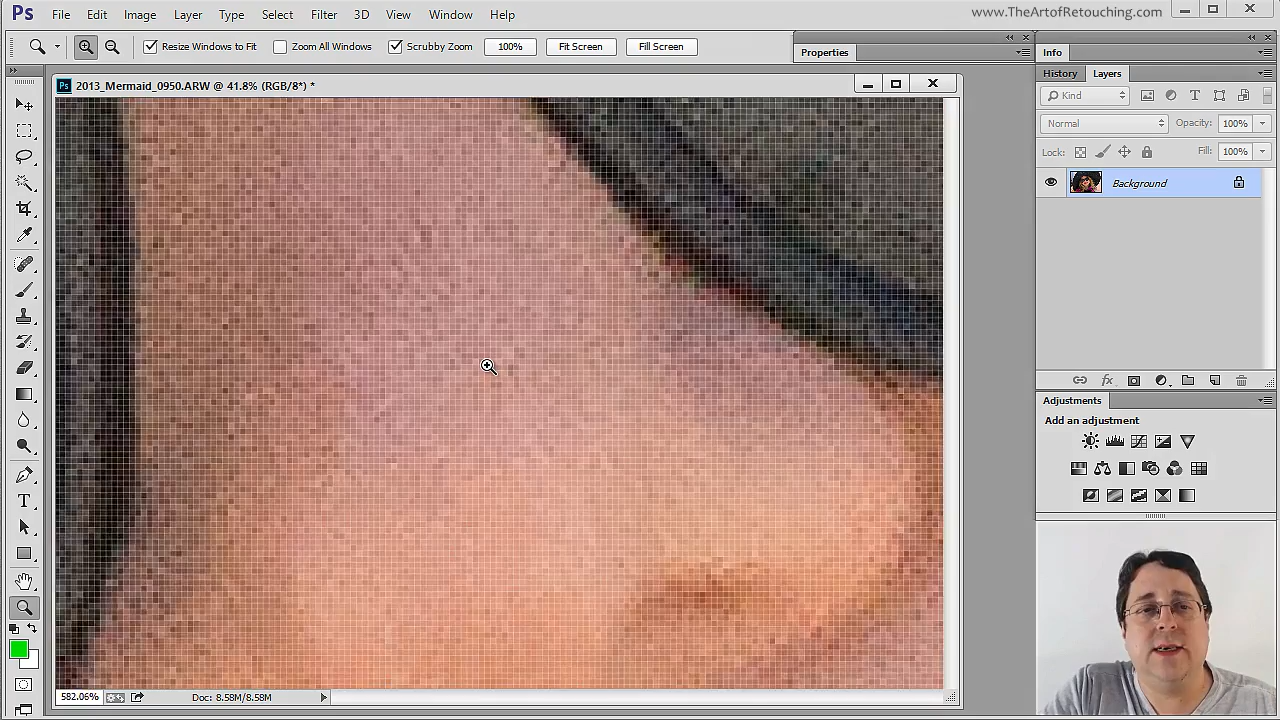 Ps File Edit Image Layer Type Select Filter 3D View Window Help www.TheArtofRetouching.com
Resize Windows to Fit Zoom All Windows Scrubby Zoom 100% Fit Screen Fill Screen
Properties
Info
History Layers
Ps 2013_Mermaid_0950.ARW @ 41.8% (RGB/8*) *
Kind T
Normal Opacity: 100%
Lock: Fill: 100%
Background
fx
Adjustments
Add an adjustment
T
582.06% Doc: 8.58M/8.58M